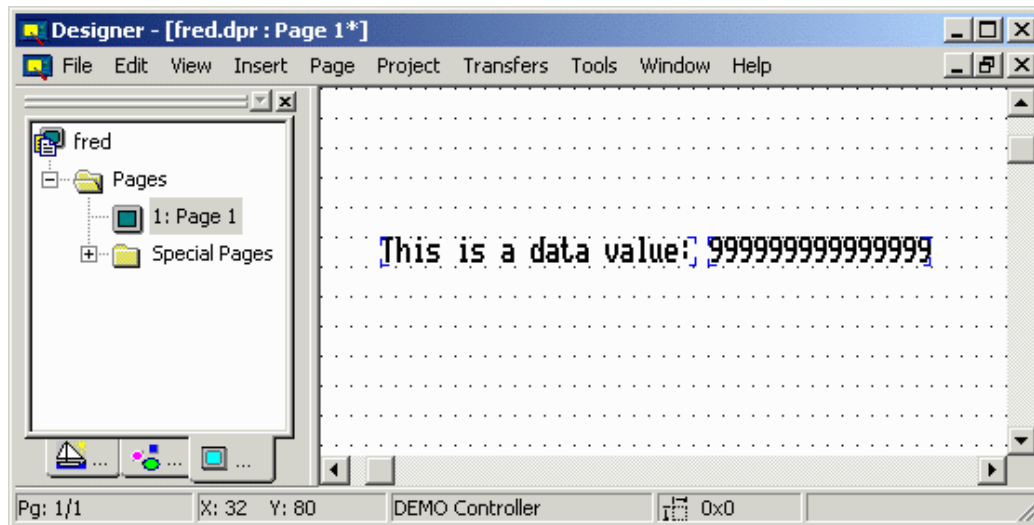 Designer - [fred.dpr : Page 1*]
File Edit View Insert Page Project Transfers Tools Window Help
fred
Pages
1: Page 1
Special Pages
This is a data value: 999999999999999
... ... ...
Pg: 1/1 X: 32 Y: 80 DEMO Controller 0x0